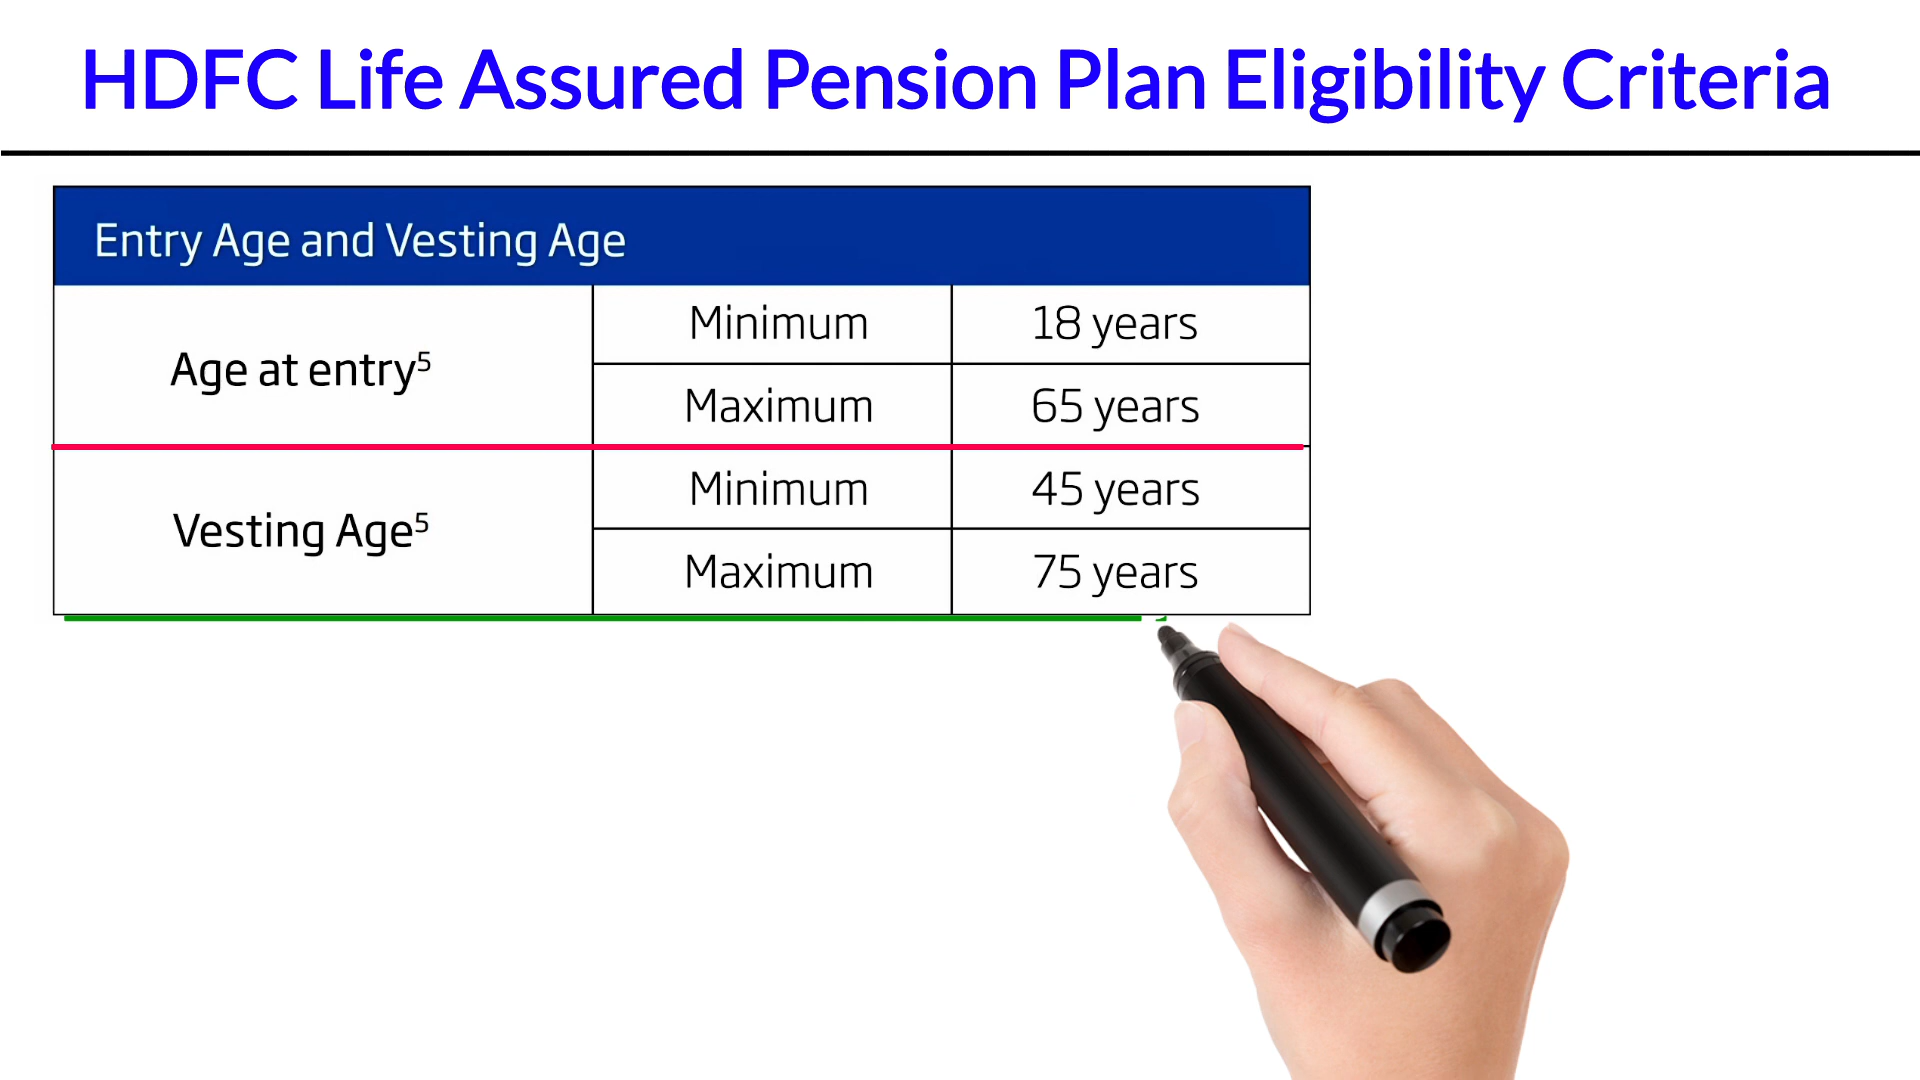 HDFC Life Assured Pension Plan Eligibility Criteria
Entry Age and Vesting Age
Age at entry⁵
Minimum 18 years
Maximum 65 years
Vesting Age⁵
Minimum 45 years
Maximum 75 years